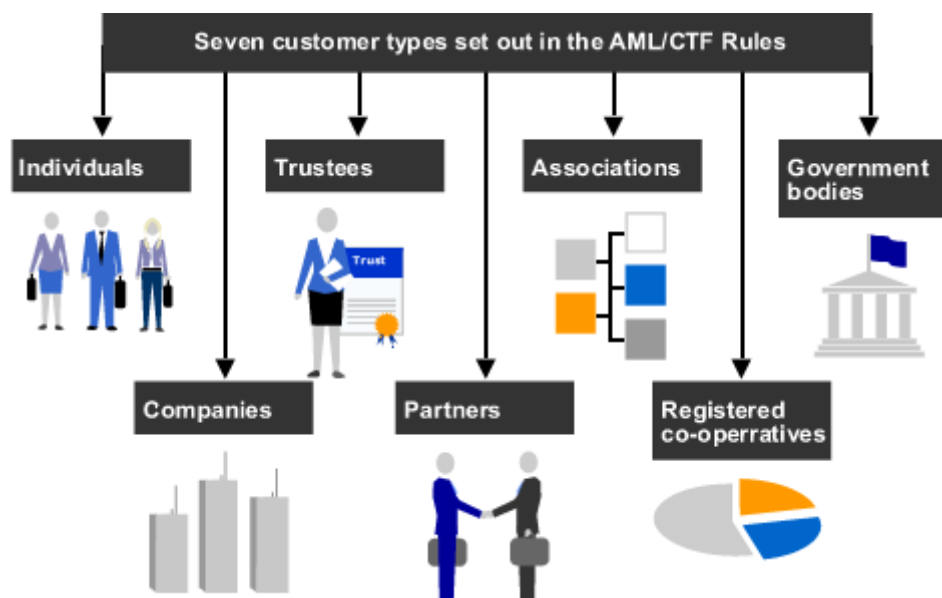 Seven customer types set out in the AML/CTF Rules
Individuals
Trustees
Associations
Government
bodies
Trust
Companies
Partners
Registered
co-operratives